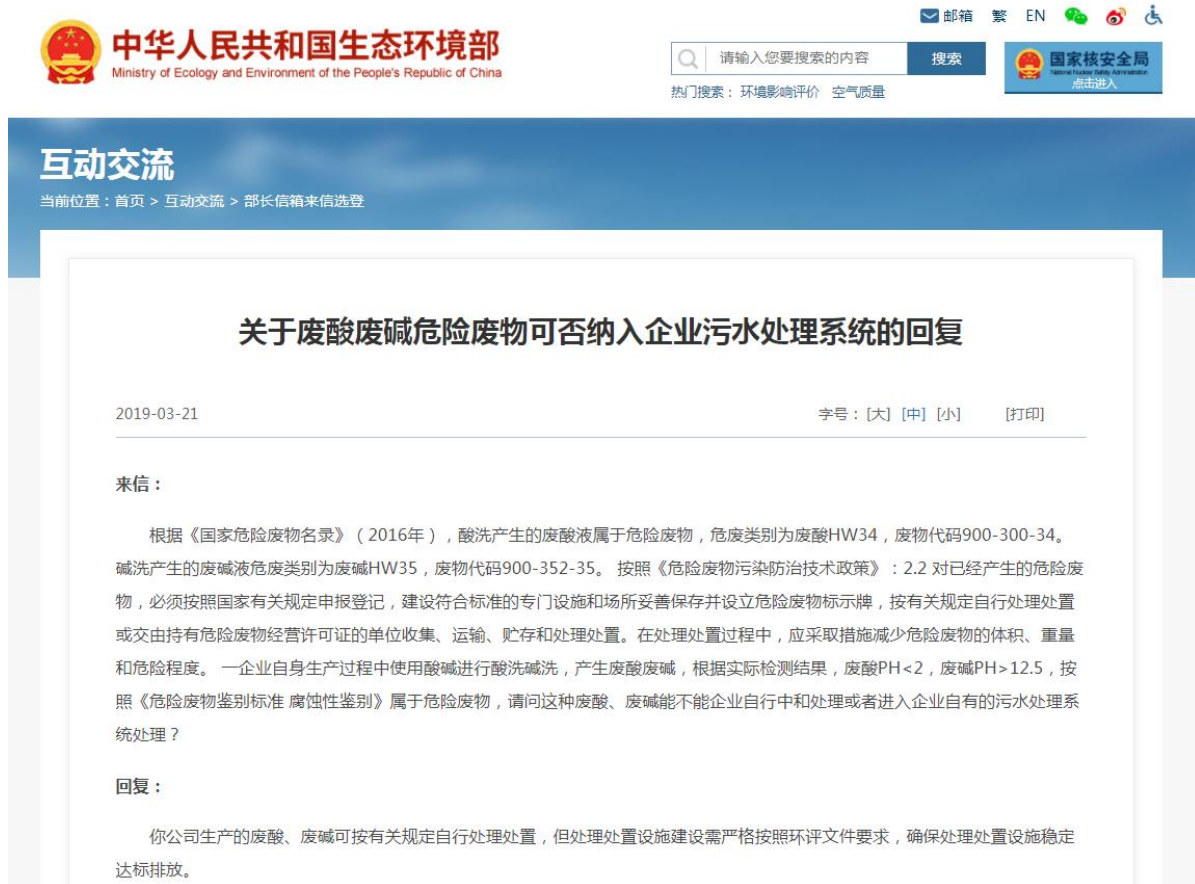 邮箱 繁 EN
中华人民共和国生态环境部
Ministry of Ecology and Environment of the People's Republic of China
请输入您要搜索的内容 搜索
国家核安全局
National Nuclear Safety Administration
点击进入
热门搜索： 环境影响评价 空气质量
互动交流
当前位置：首页 > 互动交流 > 部长信箱来信选登
关于废酸废碱危险废物可否纳入企业污水处理系统的回复
2019-03-21 字号：[大] [中] [小] [打印]
来信：
根据《国家危险废物名录》（2016年），酸洗产生的废酸液属于危险废物，危废类别为废酸HW34，废物代码900-300-34。
碱洗产生的废碱液危废类别为废碱HW35，废物代码900-352-35。 按照《危险废物污染防治技术政策》：2.2 对已经产生的危险废
物，必须按照国家有关规定申报登记，建设符合标准的专门设施和场所妥善保存并设立危险废物标示牌，按有关规定自行处理处置
或交由持有危险废物经营许可证的单位收集、运输、贮存和处理处置。在处理处置过程中，应采取措施减少危险废物的体积、重量
和危险程度。 一企业自身生产过程中使用酸碱进行酸洗碱洗，产生废酸废碱，根据实际检测结果，废酸PH<2，废碱PH>12.5，按
照《危险废物鉴别标准 腐蚀性鉴别》属于危险废物，请问这种废酸、废碱能不能企业自行中和处理或者进入企业自有的污水处理系
统处理？
回复：
你公司生产的废酸、废碱可按有关规定自行处理处置，但处理处置设施建设需严格按照环评文件要求，确保处理处置设施稳定
达标排放。